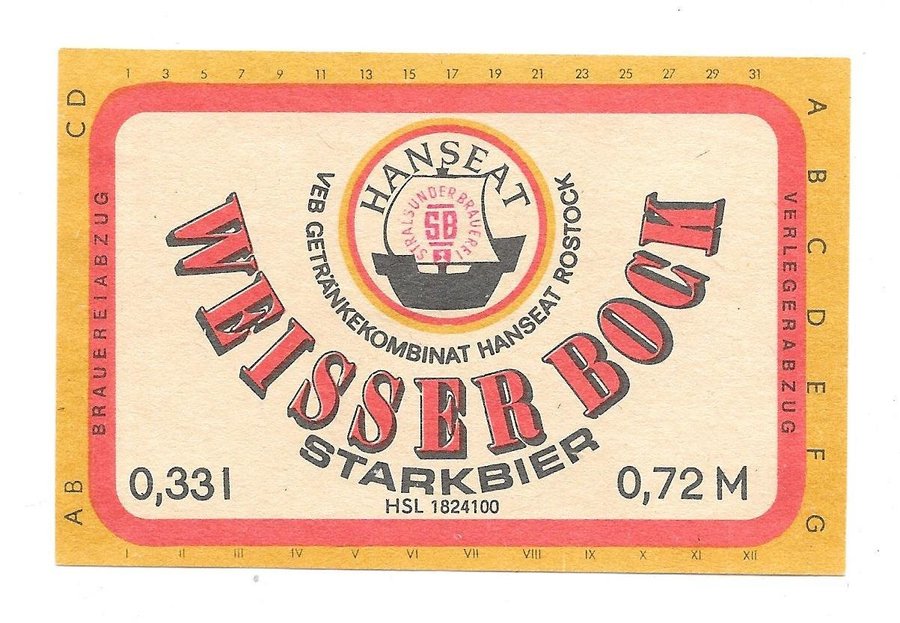 1 3 5 7 9 11 13 15 17 19 21 23 25 27 29 31
CD
AB
BRAUEREIABZUG
HANSEAT
STRALSUNDER BRAUEREI
SB
VEB GETRÄNKEKOMBINAT HANSEAT ROSTOCK
WEISSER BOCK
STARKBIER
0,33 l
HSL 1824100
0,72 M
VERLEGERABZUG
A B C D E F G
I II III IV V VI VII VIII IX X XI XII